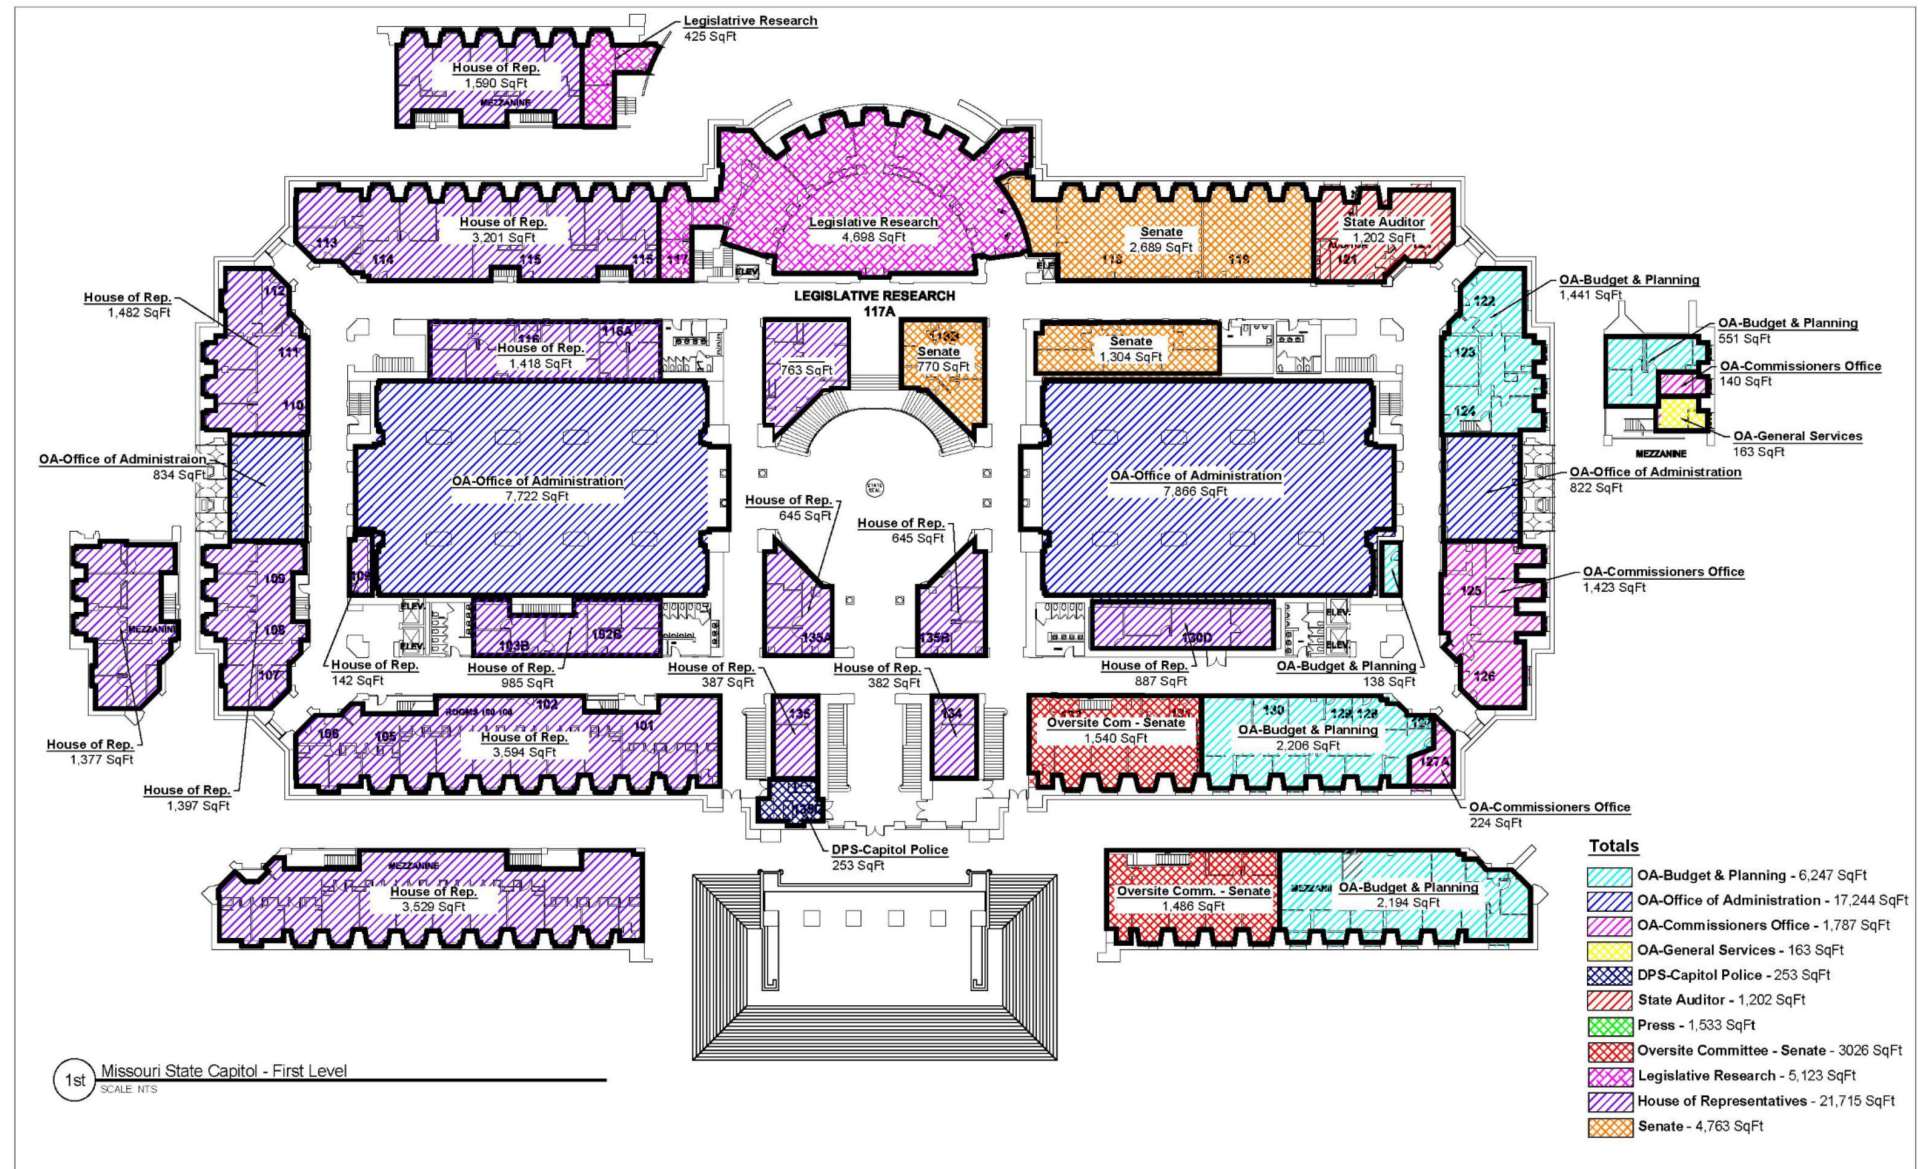 Legislatrive Research
425 SqFt
House of Rep.
1,590 SqFt
MEZZANINE
House of Rep.
3,201 SqFt
113
114
115
115
117
Legislative Research
4,698 SqFt
ELEV.
Senate
2,689 SqFt
118
118
State Auditor
1,202 SqFt
121
LEGISLATIVE RESEARCH
117A
House of Rep.
1,482 SqFt
112
111
110
116
116A
House of Rep.
1,418 SqFt
763 SqFt
Senate
770 SqFt
Senate
1,304 SqFt
122
123
124
OA-Budget & Planning
1,441 SqFt
OA-Budget & Planning
551 SqFt
OA-Commissioners Office
140 SqFt
OA-General Services
163 SqFt
MEZZANINE
OA-Office of Administraion
834 SqFt
OA-Office of Administration
7,722 SqFt
STATE
SEAL
OA-Office of Administration
7,866 SqFt
OA-Office of Administration
822 SqFt
House of Rep.
645 SqFt
House of Rep.
645 SqFt
109
108
107
MEZZANINE
ELEV.
ELEV.
103B
102B
135A
135B
130D
ELEV.
ELEV.
125
126
OA-Commissioners Office
1,423 SqFt
House of Rep.
142 SqFt
House of Rep.
985 SqFt
House of Rep.
387 SqFt
House of Rep.
382 SqFt
House of Rep.
887 SqFt
OA-Budget & Planning
138 SqFt
House of Rep.
1,377 SqFt
House of Rep.
1,397 SqFt
106
105
102
101
House of Rep.
3,594 SqFt
135
134
Oversite Com - Senate
1,540 SqFt
130
129
128
OA-Budget & Planning
2,206 SqFt
127A
OA-Commissioners Office
224 SqFt
DPS-Capitol Police
253 SqFt
MEZZANINE
House of Rep.
3,529 SqFt
Oversite Comm. - Senate
1,486 SqFt
OA-Budget & Planning
2,194 SqFt
Totals
OA-Budget & Planning - 6,247 SqFt
OA-Office of Administration - 17,244 SqFt
OA-Commissioners Office - 1,787 SqFt
OA-General Services - 163 SqFt
DPS-Capitol Police - 253 SqFt
State Auditor - 1,202 SqFt
Press - 1,533 SqFt
Oversite Committee - Senate - 3026 SqFt
Legislative Research - 5,123 SqFt
House of Representatives - 21,715 SqFt
Senate - 4,763 SqFt
1st
Missouri State Capitol - First Level
SCALE: NTS